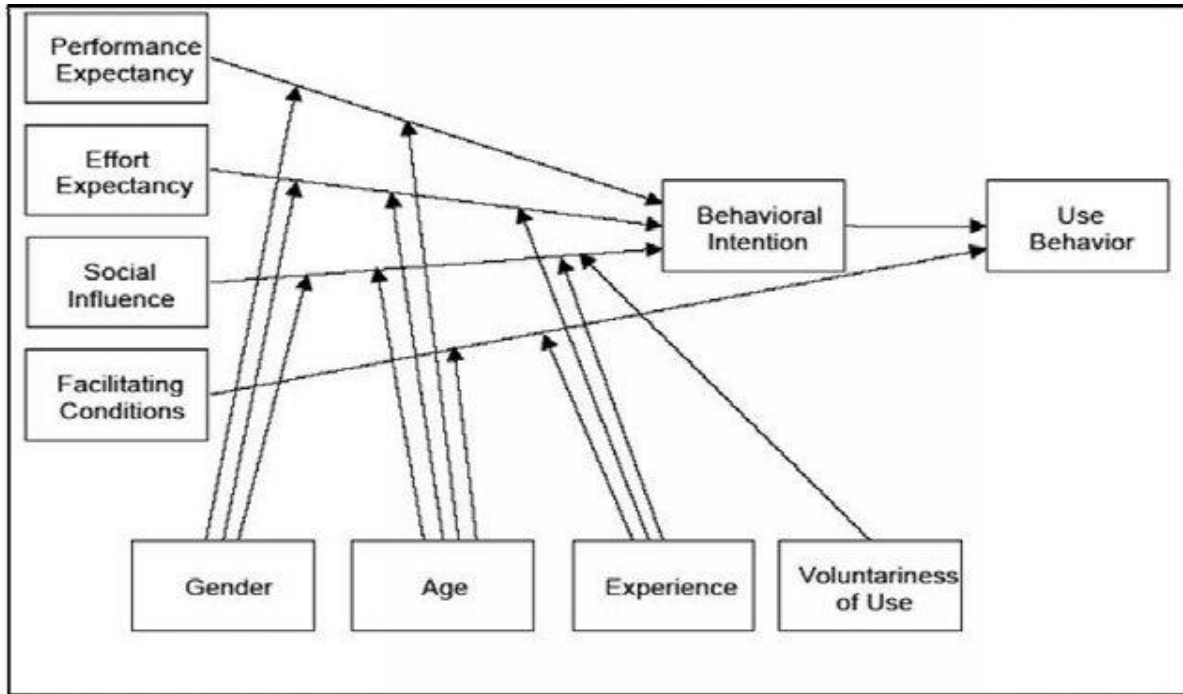 Performance
Expectancy
Effort
Expectancy
Social
Influence
Facilitating
Conditions
Behavioral
Intention
Use
Behavior
Gender
Age
Experience
Voluntariness
of Use